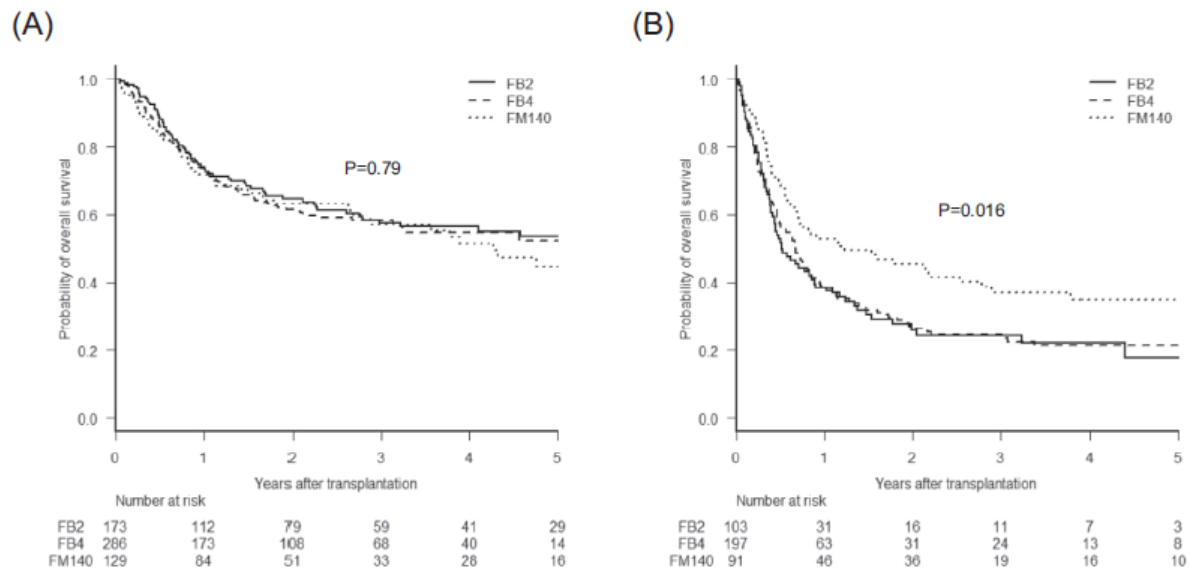 (A)
1.0
0.8
0.6
0.4
0.2
0.0
Probability of overall survival
FB2
FB4
FM140
P=0.79
0 1 2 3 4 5
Years after transplantation
Number at risk
FB2 173 112 79 59 41 29
FB4 286 173 108 68 40 14
FM140 129 84 51 33 28 16
(B)
1.0
0.8
0.6
0.4
0.2
0.0
Probability of overall survival
FB2
FB4
FM140
P=0.016
0 1 2 3 4 5
Years after transplantation
Number at risk
FB2 103 31 16 11 7 3
FB4 197 63 31 24 13 8
FM140 91 46 36 19 16 10